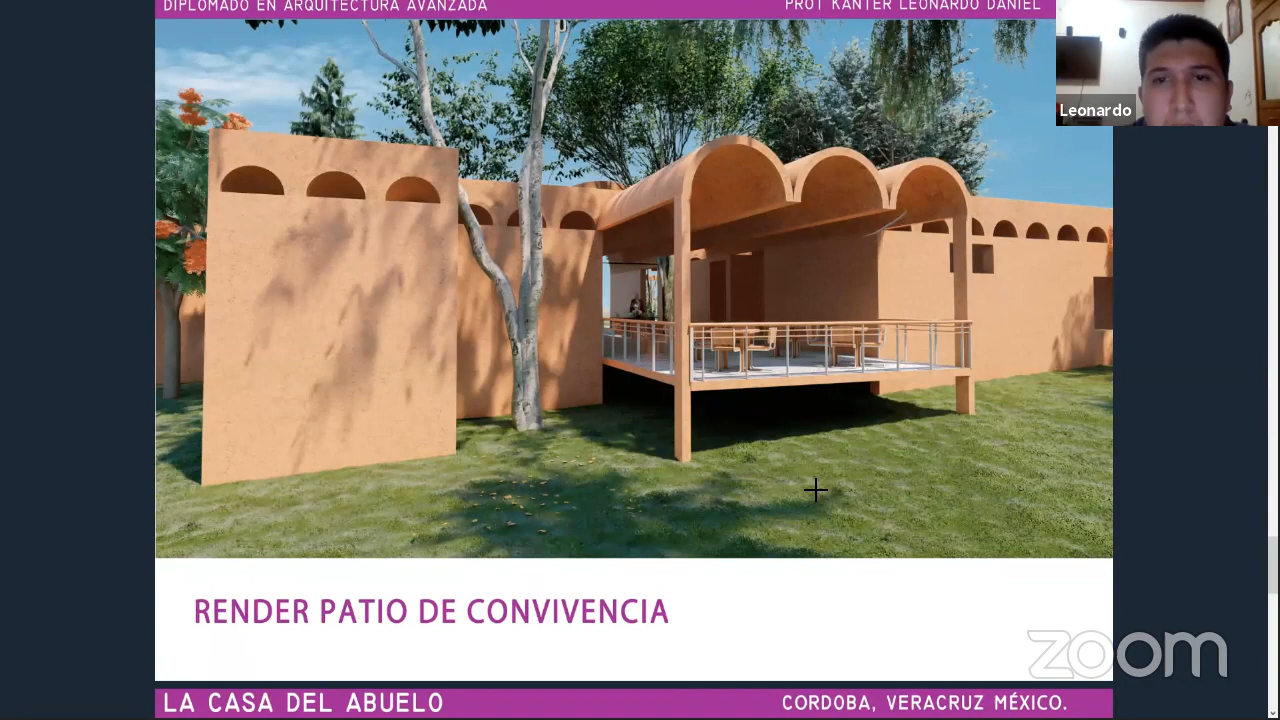 DIPLOMADO EN ARQUITECTURA AVANZADA
PROT KANTER LEONARDO DANIEL
Leonardo
RENDER PATIO DE CONVIVENCIA
zoom
LA CASA DEL ABUELO
CORDOBA, VERACRUZ MÉXICO.